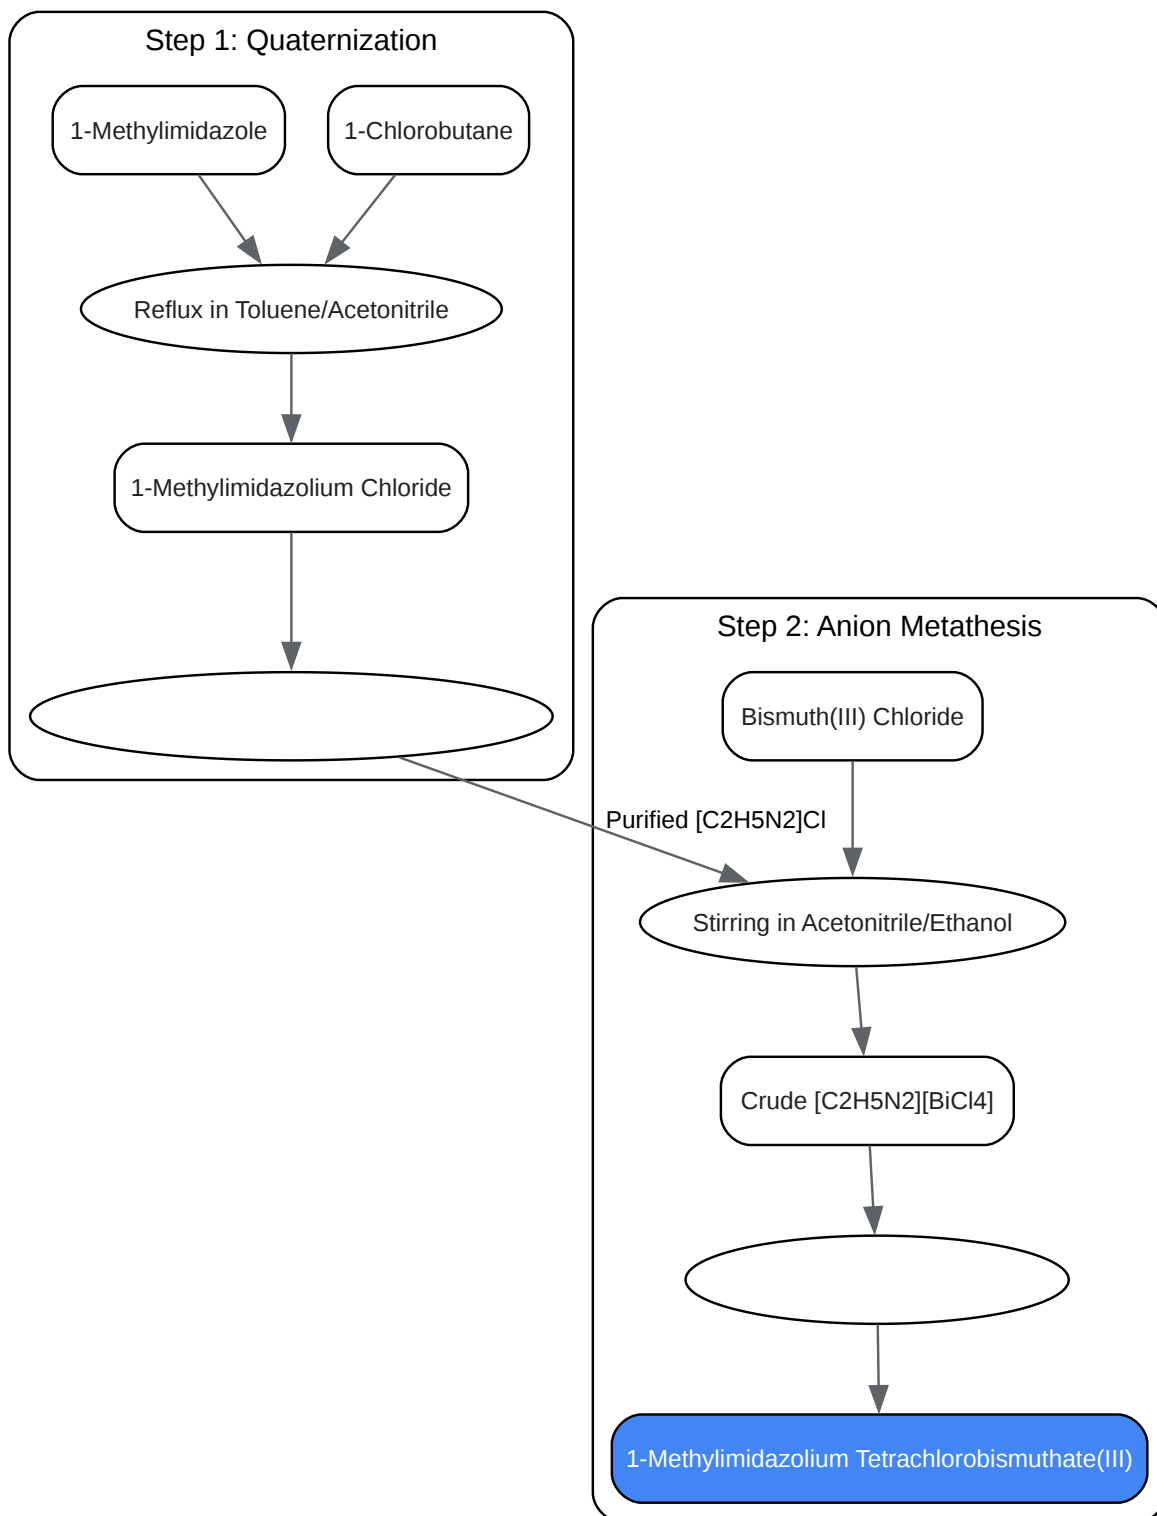 Step 1: Quaternization
1-Methylimidazole
1-Chlorobutane
Reflux in Toluene/Acetonitrile
1-Methylimidazolium Chloride
Step 2: Anion Metathesis
Bismuth(III) Chloride
Purified [C2H5N2]Cl
Stirring in Acetonitrile/Ethanol
Crude [C2H5N2][BiCl4]
1-Methylimidazolium Tetrachlorobismuthate(III)